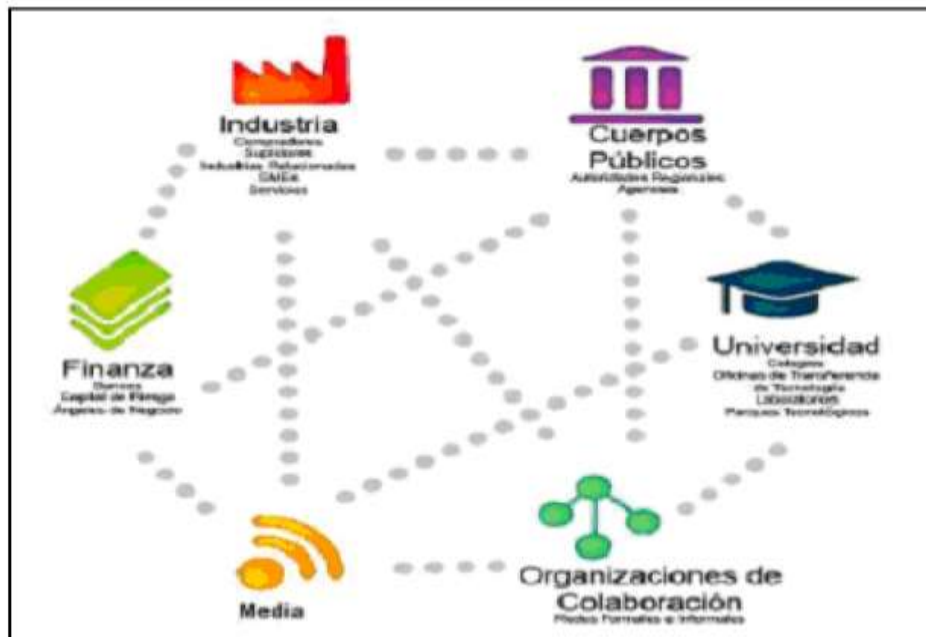 Industria
Compradores
Suplidores
Industrias Relacionadas
SMEs
Servicios
Cuerpos
Públicos
Autoridades Regionales
Agencias
Finanza
Bancos
Capital de Riesgo
Ángeles de Negocio
Universidad
Colegios
Oficinas de Transferencia
de Tecnología
Laboratorios
Parques Tecnológicos
Media
Organizaciones de
Colaboración
Redes Formales e Informales